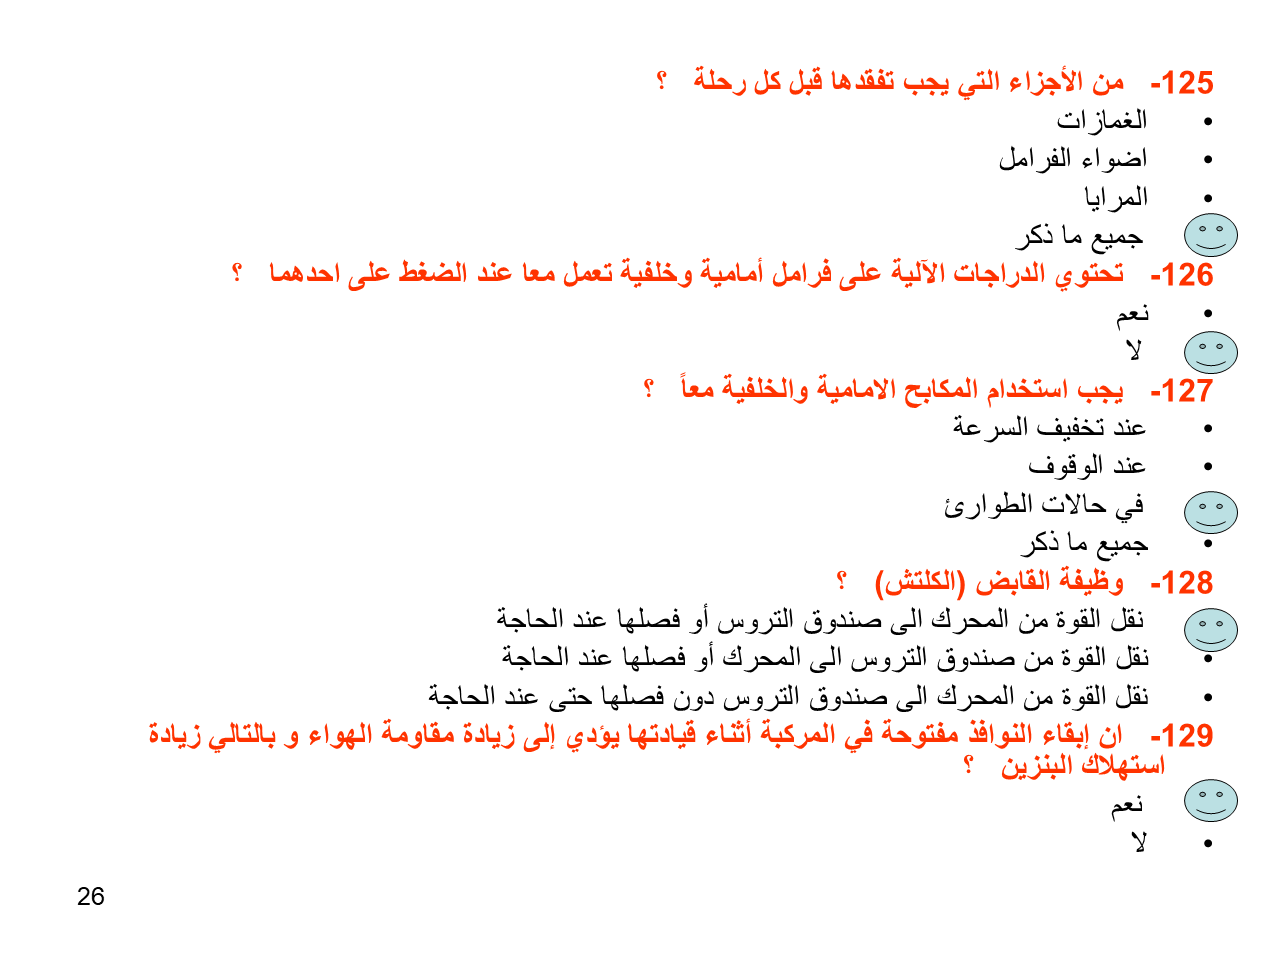 125- من الأجزاء التي يجب تفقدها قبل كل رحلة ؟
• الغمازات
• اضواء الفرامل
• المرايا
جميع ما ذكر
126- تحتوي الدراجات الآلية على فرامل أمامية وخلفية تعمل معا عند الضغط على احدهما ؟
• نعم
لا
127- يجب استخدام المكابح الامامية والخلفية معاً ؟
• عند تخفيف السرعة
• عند الوقوف
في حالات الطوارئ
• جميع ما ذكر
128- وظيفة القابض (الكلتش) ؟
نقل القوة من المحرك الى صندوق التروس أو فصلها عند الحاجة
• نقل القوة من صندوق التروس الى المحرك أو فصلها عند الحاجة
• نقل القوة من المحرك الى صندوق التروس دون فصلها حتى عند الحاجة
129- ان إبقاء النوافذ مفتوحة في المركبة أثناء قيادتها يؤدي إلى زيادة مقاومة الهواء و بالتالي زيادة
استهلاك البنزين ؟
نعم
• لا
26